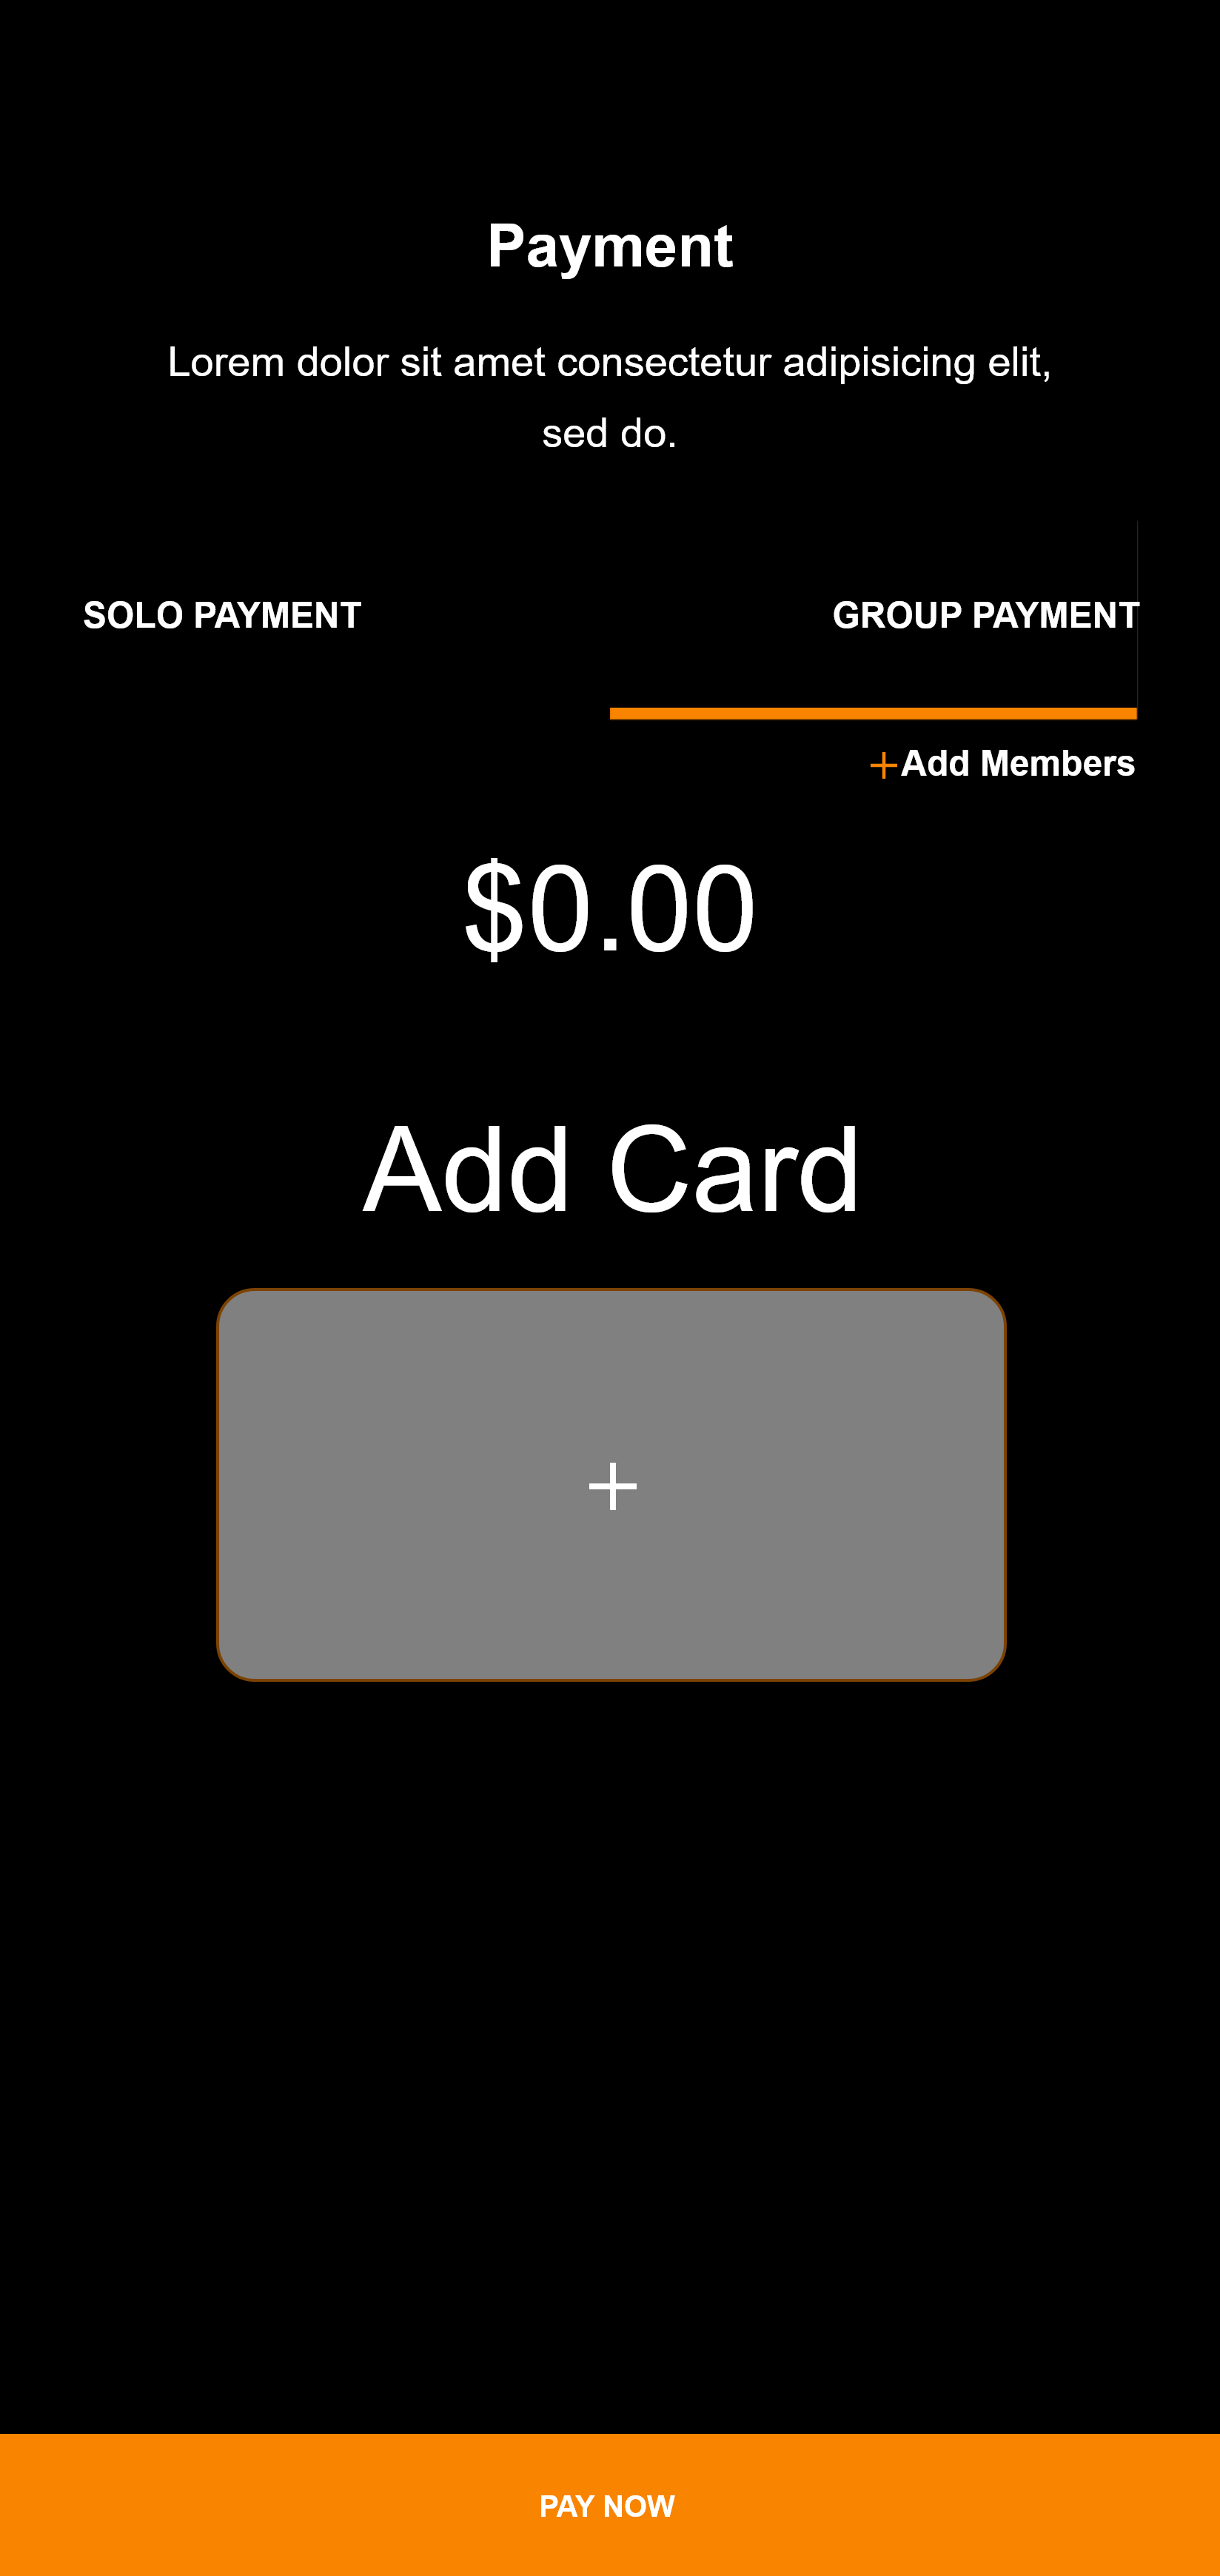 Payment
Lorem dolor sit amet consectetur adipisicing elit,
sed do.
SOLO PAYMENT
GROUP PAYMENT
+Add Members
$0.00
Add Card
+
PAY NOW